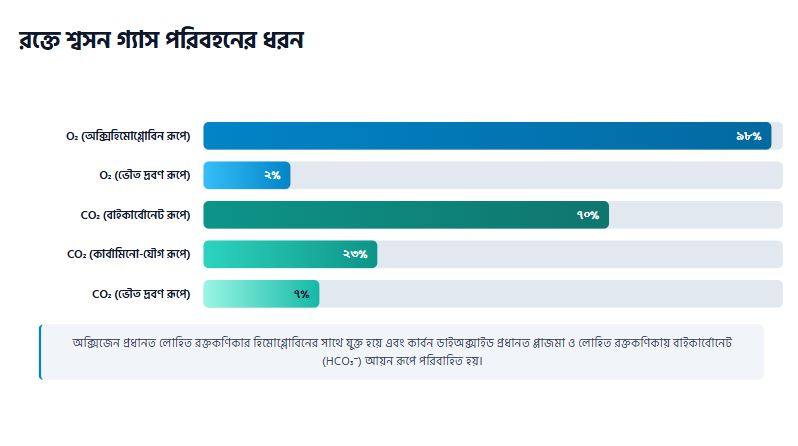 রক্তে শ্বসন গ্যাস পরিবহনের ধরন
O₂ (অক্সিহিমোগ্লোবিন রূপে) ৯৮%
O₂ (ভৌত দ্রবণ রূপে) ২%
CO₂ (বাইকার্বোনেট রূপে) ৭০%
CO₂ (কার্বামিনো-যৌগ রূপে) ২৩%
CO₂ (ভৌত দ্রবণ রূপে) ৭%
অক্সিজেন প্রধানত লোহিত রক্তকণিকার হিমোগ্লোবিনের সাথে যুক্ত হয়ে এবং কার্বন ডাইঅক্সাইড প্রধানত প্লাজমা ও লোহিত রক্তকণিকায় বাইকার্বোনেট
(HCO₃⁻) আয়ন রূপে পরিবাহিত হয়।